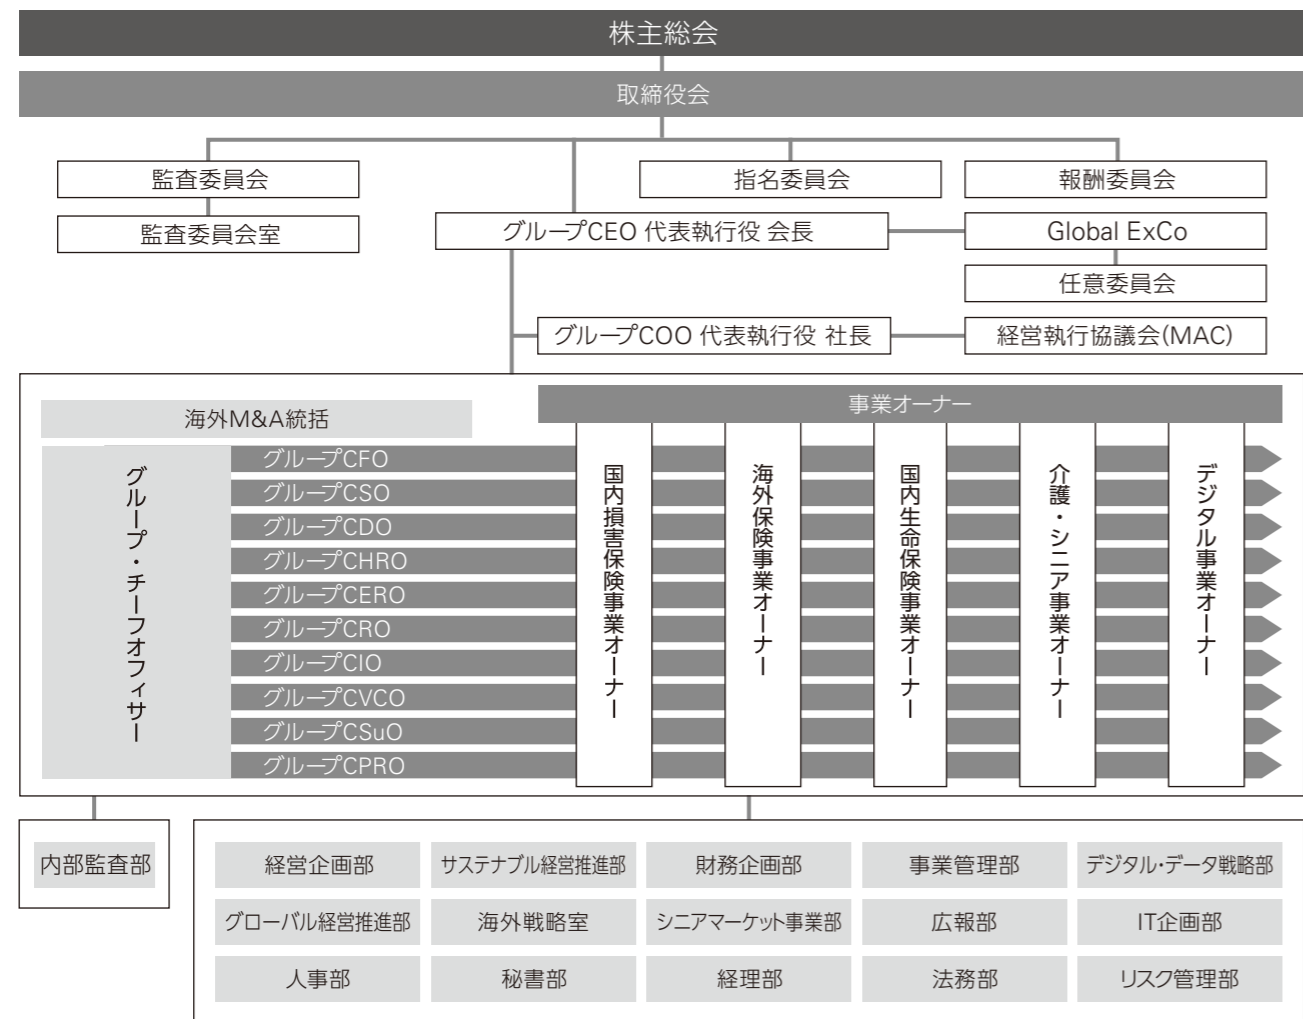 株主総会
取締役会
監査委員会
指名委員会
報酬委員会
監査委員会室
グループCEO 代表執行役 会長
Global ExCo
任意委員会
グループCOO 代表執行役 社長
経営執行協議会(MAC)
海外M&A統括
事業オーナー
グループ・チーフオフィサー
グループCFO
グループCSO
グループCDO
グループCHRO
グループCERO
グループCRO
グループCIO
グループCVCO
グループCSuO
グループCPRO
国内損害保険事業オーナー
海外保険事業オーナー
国内生命保険事業オーナー
介護・シニア事業オーナー
デジタル事業オーナー
内部監査部
経営企画部
サステナブル経営推進部
財務企画部
事業管理部
デジタル・データ戦略部
グローバル経営推進部
海外戦略室
シニアマーケット事業部
広報部
IT企画部
人事部
秘書部
経理部
法務部
リスク管理部